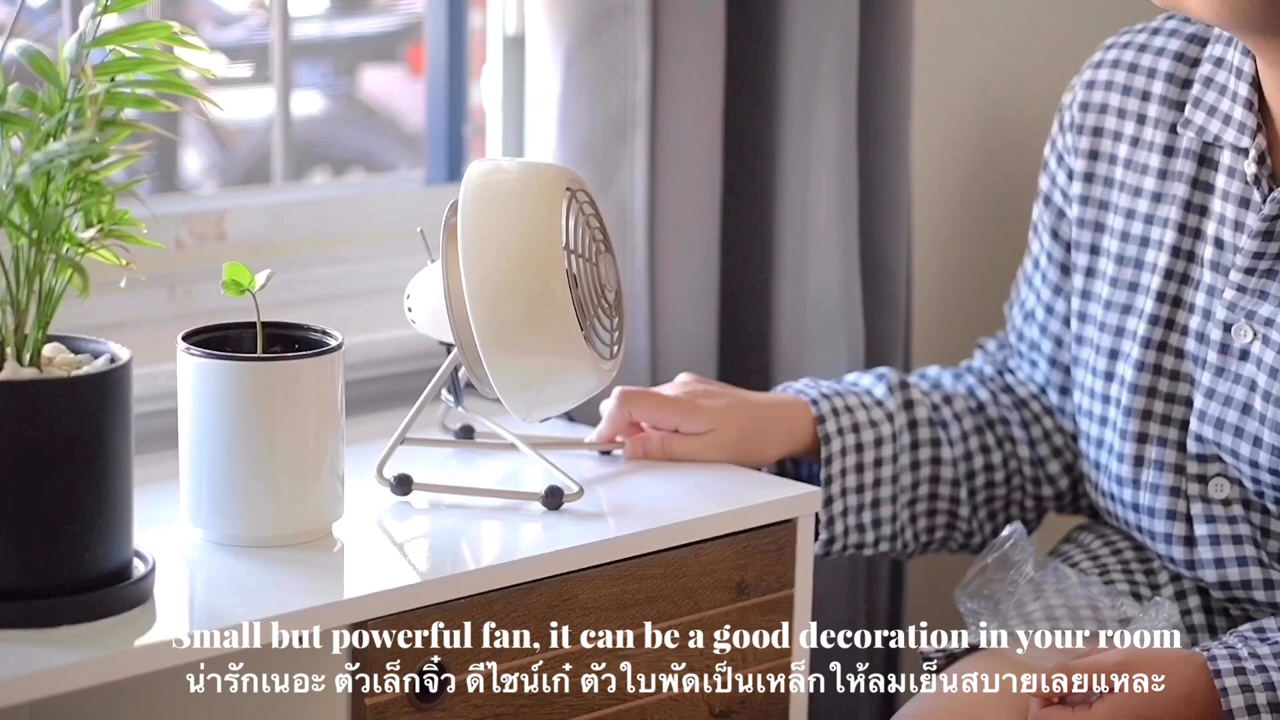 Small but powerful fan, it can be a good decoration in your room
น่ารักเนอะ ตัวเล็กจิ๋ว ดีไซน์เก๋ ตัวใบพัดเป็นเหล็กให้ลมเย็นสบายเลยแหละ